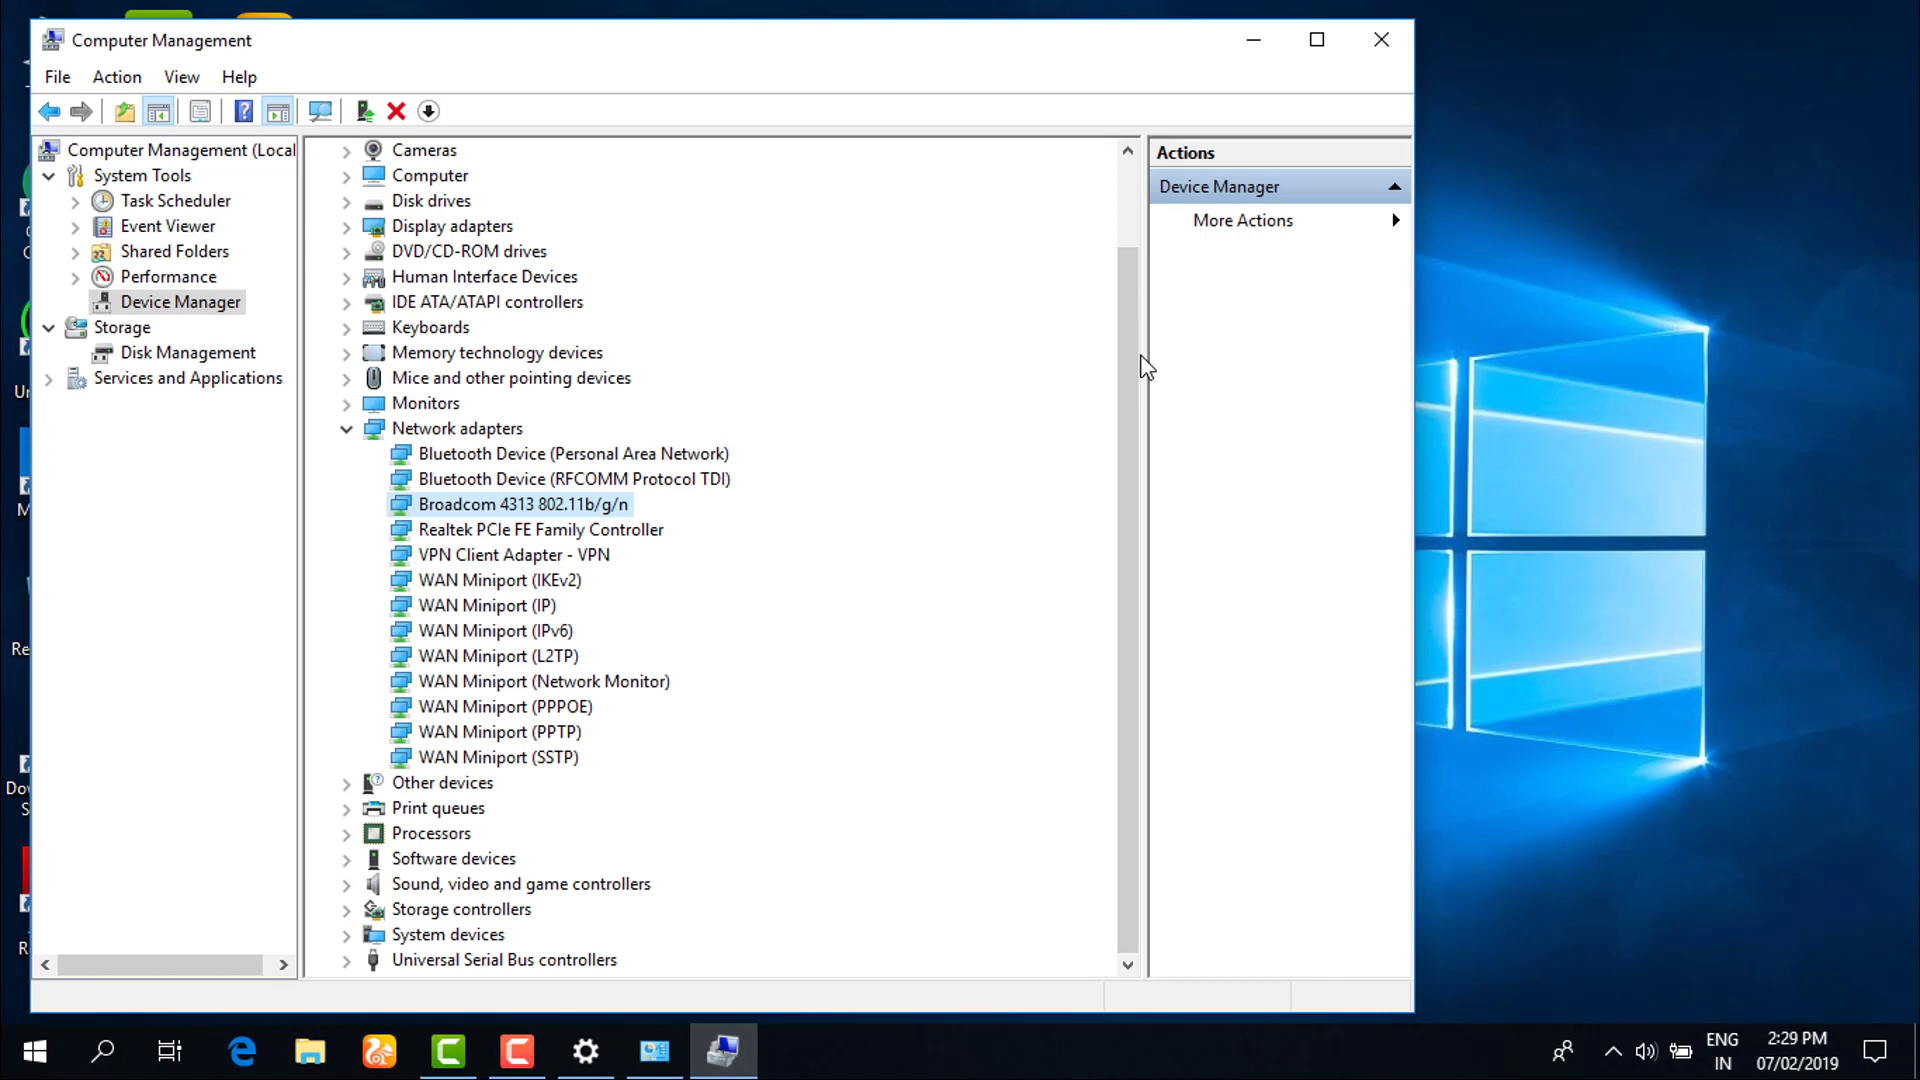 Computer Management
File Action View Help
Computer Management (Local
System Tools
Task Scheduler
Event Viewer
Shared Folders
Performance
Device Manager
Storage
Disk Management
Services and Applications
Cameras
Computer
Disk drives
Display adapters
DVD/CD-ROM drives
Human Interface Devices
IDE ATA/ATAPI controllers
Keyboards
Memory technology devices
Mice and other pointing devices
Monitors
Network adapters
Bluetooth Device (Personal Area Network)
Bluetooth Device (RFCOMM Protocol TDI)
Broadcom 4313 802.11b/g/n
Realtek PCIe FE Family Controller
VPN Client Adapter - VPN
WAN Miniport (IKEv2)
WAN Miniport (IP)
WAN Miniport (IPv6)
WAN Miniport (L2TP)
WAN Miniport (Network Monitor)
WAN Miniport (PPPOE)
WAN Miniport (PPTP)
WAN Miniport (SSTP)
Other devices
Print queues
Processors
Software devices
Sound, video and game controllers
Storage controllers
System devices
Universal Serial Bus controllers
Actions
Device Manager
More Actions
ENG
IN
2:29 PM
07/02/2019